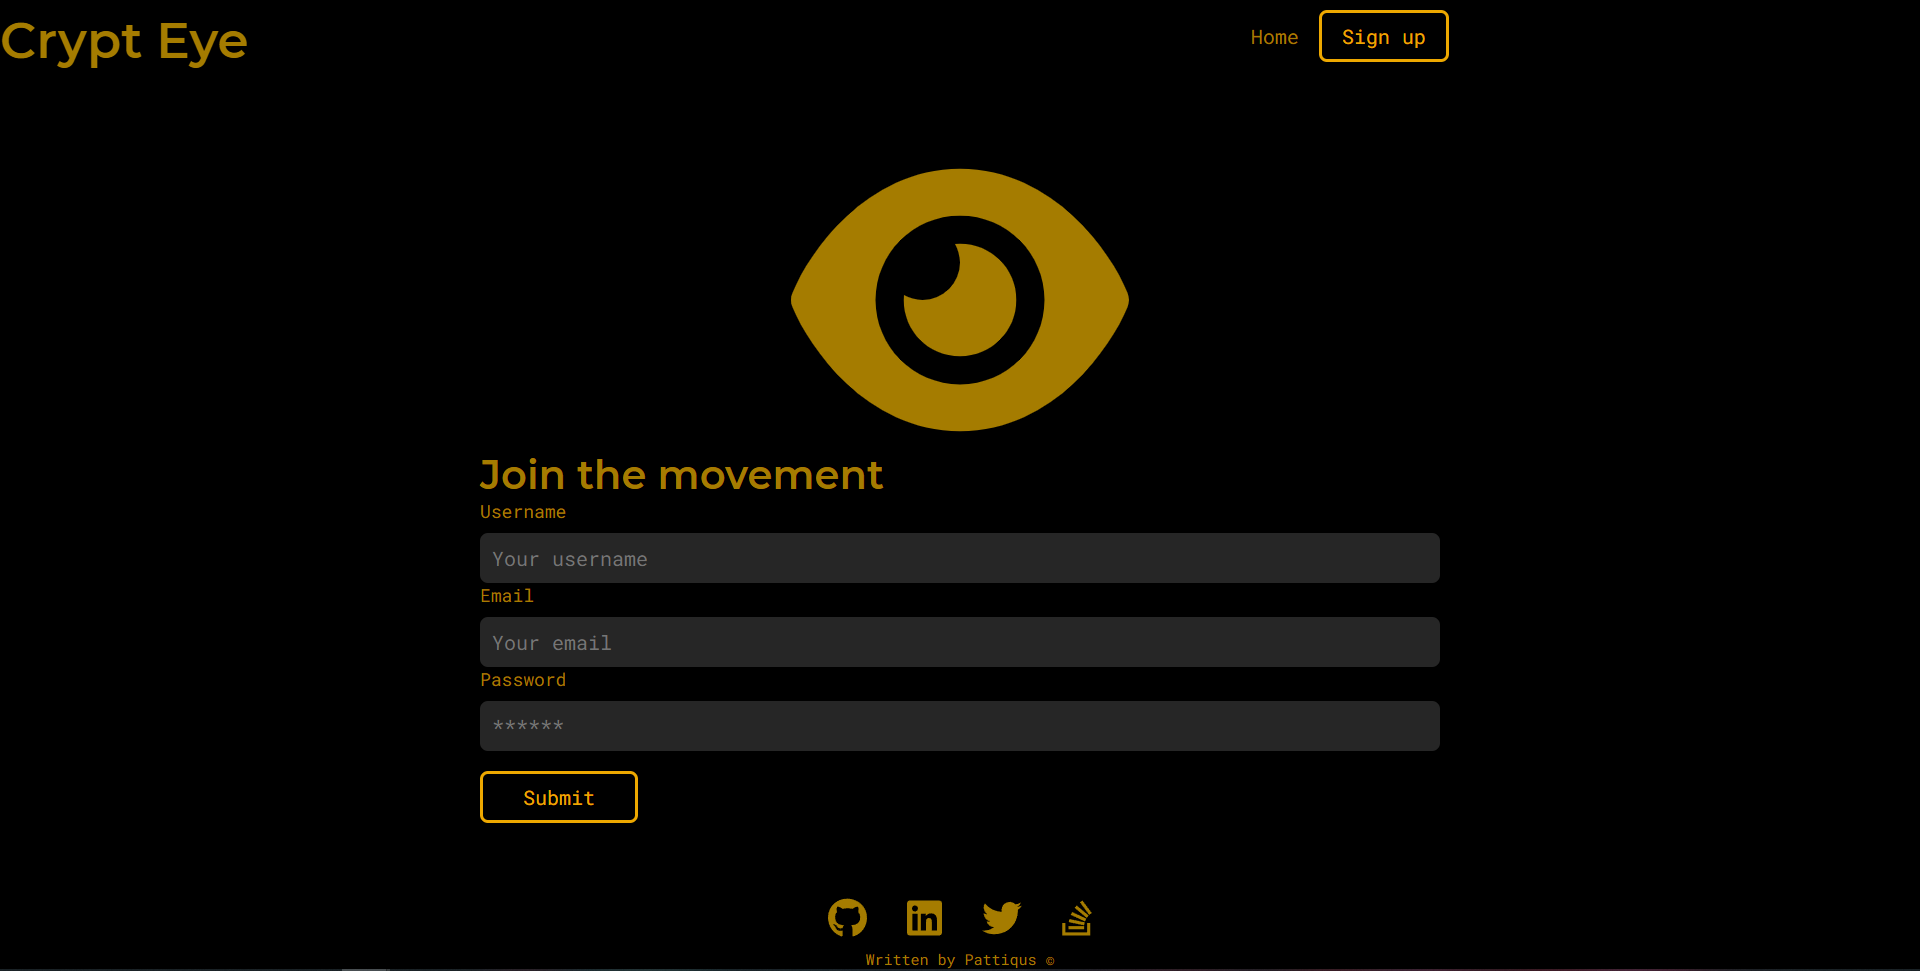 Crypt Eye
Home
Sign up
Join the movement
Username
Your username
Email
Your email
Password
******
Submit
in
Written by Pattiqus ©